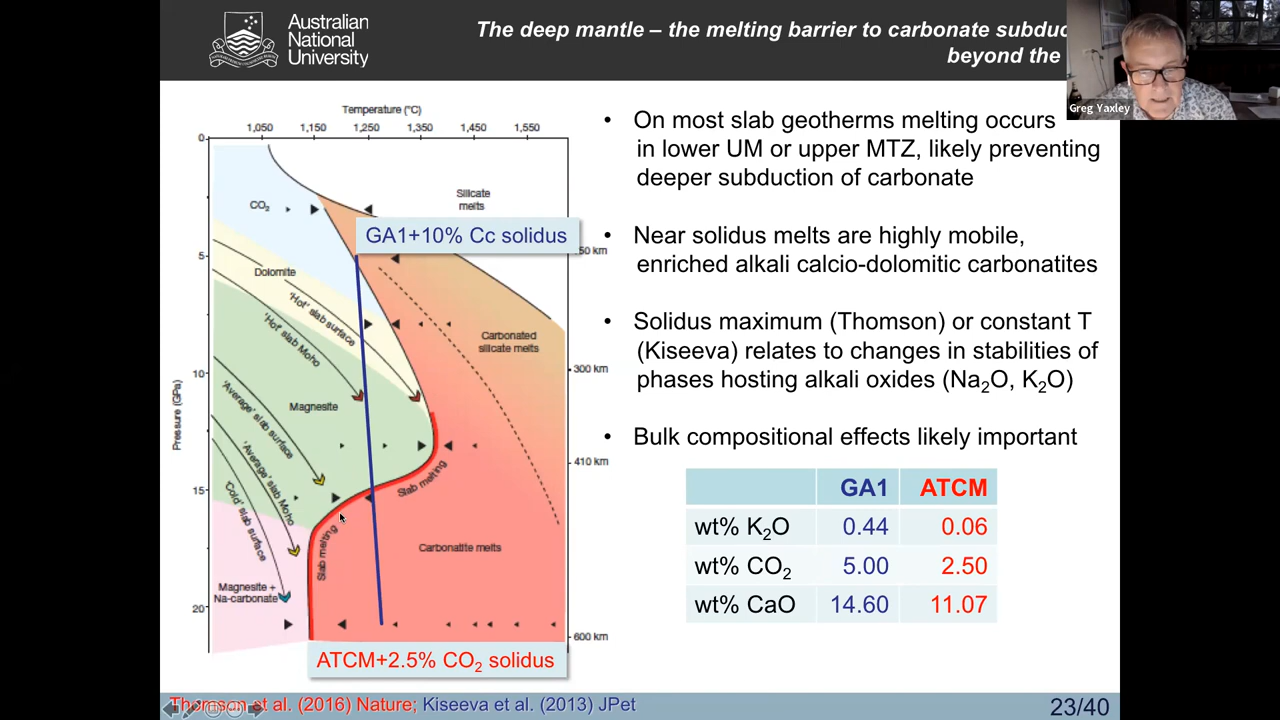 Australian
National
University
The deep mantle – the melting barrier to carbonate subduc
beyond the
Greg Yaxley
Temperature (°C)
1,050 1,150 1,250 1,350 1,450 1,550
0
5
10
15
20
Pressure (GPa)
CO₂
Silicate
melts
GA1+10% Cc solidus
50 km
Dolomite
'Hot' slab surface
'Hot' slab Moho
Carbonated
silicate melts
300 km
Magnesite
'Average' slab surface
'Average' slab Moho
410 km
Slab melting
'Cold' slab surface
Slab melting
Carbonatite melts
Magnesite +
Na-carbonate
600 km
ATCM+2.5% CO₂ solidus
• On most slab geotherms melting occurs
in lower UM or upper MTZ, likely preventing
deeper subduction of carbonate
• Near solidus melts are highly mobile,
enriched alkali calcio-dolomitic carbonatites
• Solidus maximum (Thomson) or constant T
(Kiseeva) relates to changes in stabilities of
phases hosting alkali oxides (Na₂O, K₂O)
• Bulk compositional effects likely important
GA1 ATCM
wt% K₂O 0.44 0.06
wt% CO₂ 5.00 2.50
wt% CaO 14.60 11.07
Thomson et al. (2016) Nature; Kiseeva et al. (2013) JPet
23/40